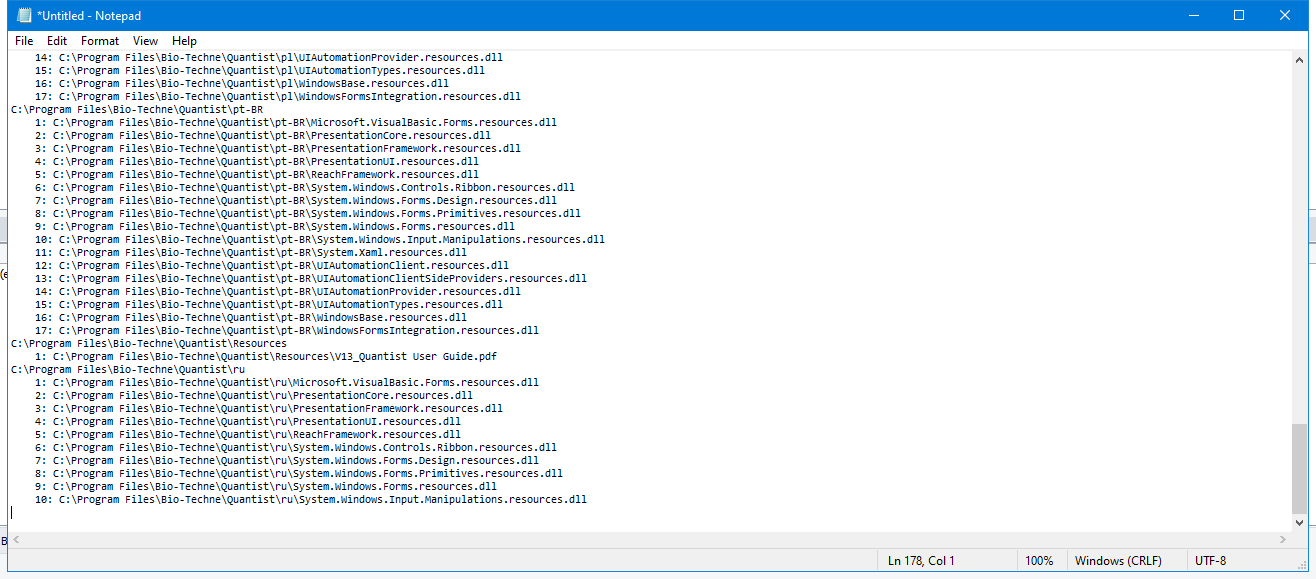 *Untitled - Notepad
File Edit Format View Help
14: C:\Program Files\Bio-Techne\Quantist\pl\UIAutomationProvider.resources.dll
15: C:\Program Files\Bio-Techne\Quantist\pl\UIAutomationTypes.resources.dll
16: C:\Program Files\Bio-Techne\Quantist\pl\WindowsBase.resources.dll
17: C:\Program Files\Bio-Techne\Quantist\pl\WindowsFormsIntegration.resources.dll
C:\Program Files\Bio-Techne\Quantist\pt-BR
1: C:\Program Files\Bio-Techne\Quantist\pt-BR\Microsoft.VisualBasic.Forms.resources.dll
2: C:\Program Files\Bio-Techne\Quantist\pt-BR\PresentationCore.resources.dll
3: C:\Program Files\Bio-Techne\Quantist\pt-BR\PresentationFramework.resources.dll
4: C:\Program Files\Bio-Techne\Quantist\pt-BR\PresentationUI.resources.dll
5: C:\Program Files\Bio-Techne\Quantist\pt-BR\ReachFramework.resources.dll
6: C:\Program Files\Bio-Techne\Quantist\pt-BR\System.Windows.Controls.Ribbon.resources.dll
7: C:\Program Files\Bio-Techne\Quantist\pt-BR\System.Windows.Forms.Design.resources.dll
8: C:\Program Files\Bio-Techne\Quantist\pt-BR\System.Windows.Forms.Primitives.resources.dll
9: C:\Program Files\Bio-Techne\Quantist\pt-BR\System.Windows.Forms.resources.dll
10: C:\Program Files\Bio-Techne\Quantist\pt-BR\System.Windows.Input.Manipulations.resources.dll
11: C:\Program Files\Bio-Techne\Quantist\pt-BR\System.Xaml.resources.dll
12: C:\Program Files\Bio-Techne\Quantist\pt-BR\UIAutomationClient.resources.dll
13: C:\Program Files\Bio-Techne\Quantist\pt-BR\UIAutomationClientSideProviders.resources.dll
14: C:\Program Files\Bio-Techne\Quantist\pt-BR\UIAutomationProvider.resources.dll
15: C:\Program Files\Bio-Techne\Quantist\pt-BR\UIAutomationTypes.resources.dll
16: C:\Program Files\Bio-Techne\Quantist\pt-BR\WindowsBase.resources.dll
17: C:\Program Files\Bio-Techne\Quantist\pt-BR\WindowsFormsIntegration.resources.dll
C:\Program Files\Bio-Techne\Quantist\Resources
1: C:\Program Files\Bio-Techne\Quantist\Resources\V13_Quantist User Guide.pdf
C:\Program Files\Bio-Techne\Quantist\ru
1: C:\Program Files\Bio-Techne\Quantist\ru\Microsoft.VisualBasic.Forms.resources.dll
2: C:\Program Files\Bio-Techne\Quantist\ru\PresentationCore.resources.dll
3: C:\Program Files\Bio-Techne\Quantist\ru\PresentationFramework.resources.dll
4: C:\Program Files\Bio-Techne\Quantist\ru\PresentationUI.resources.dll
5: C:\Program Files\Bio-Techne\Quantist\ru\ReachFramework.resources.dll
6: C:\Program Files\Bio-Techne\Quantist\ru\System.Windows.Controls.Ribbon.resources.dll
7: C:\Program Files\Bio-Techne\Quantist\ru\System.Windows.Forms.Design.resources.dll
8: C:\Program Files\Bio-Techne\Quantist\ru\System.Windows.Forms.Primitives.resources.dll
9: C:\Program Files\Bio-Techne\Quantist\ru\System.Windows.Forms.resources.dll
10: C:\Program Files\Bio-Techne\Quantist\ru\System.Windows.Input.Manipulations.resources.dll
Ln 178, Col 1 100% Windows (CRLF) UTF-8